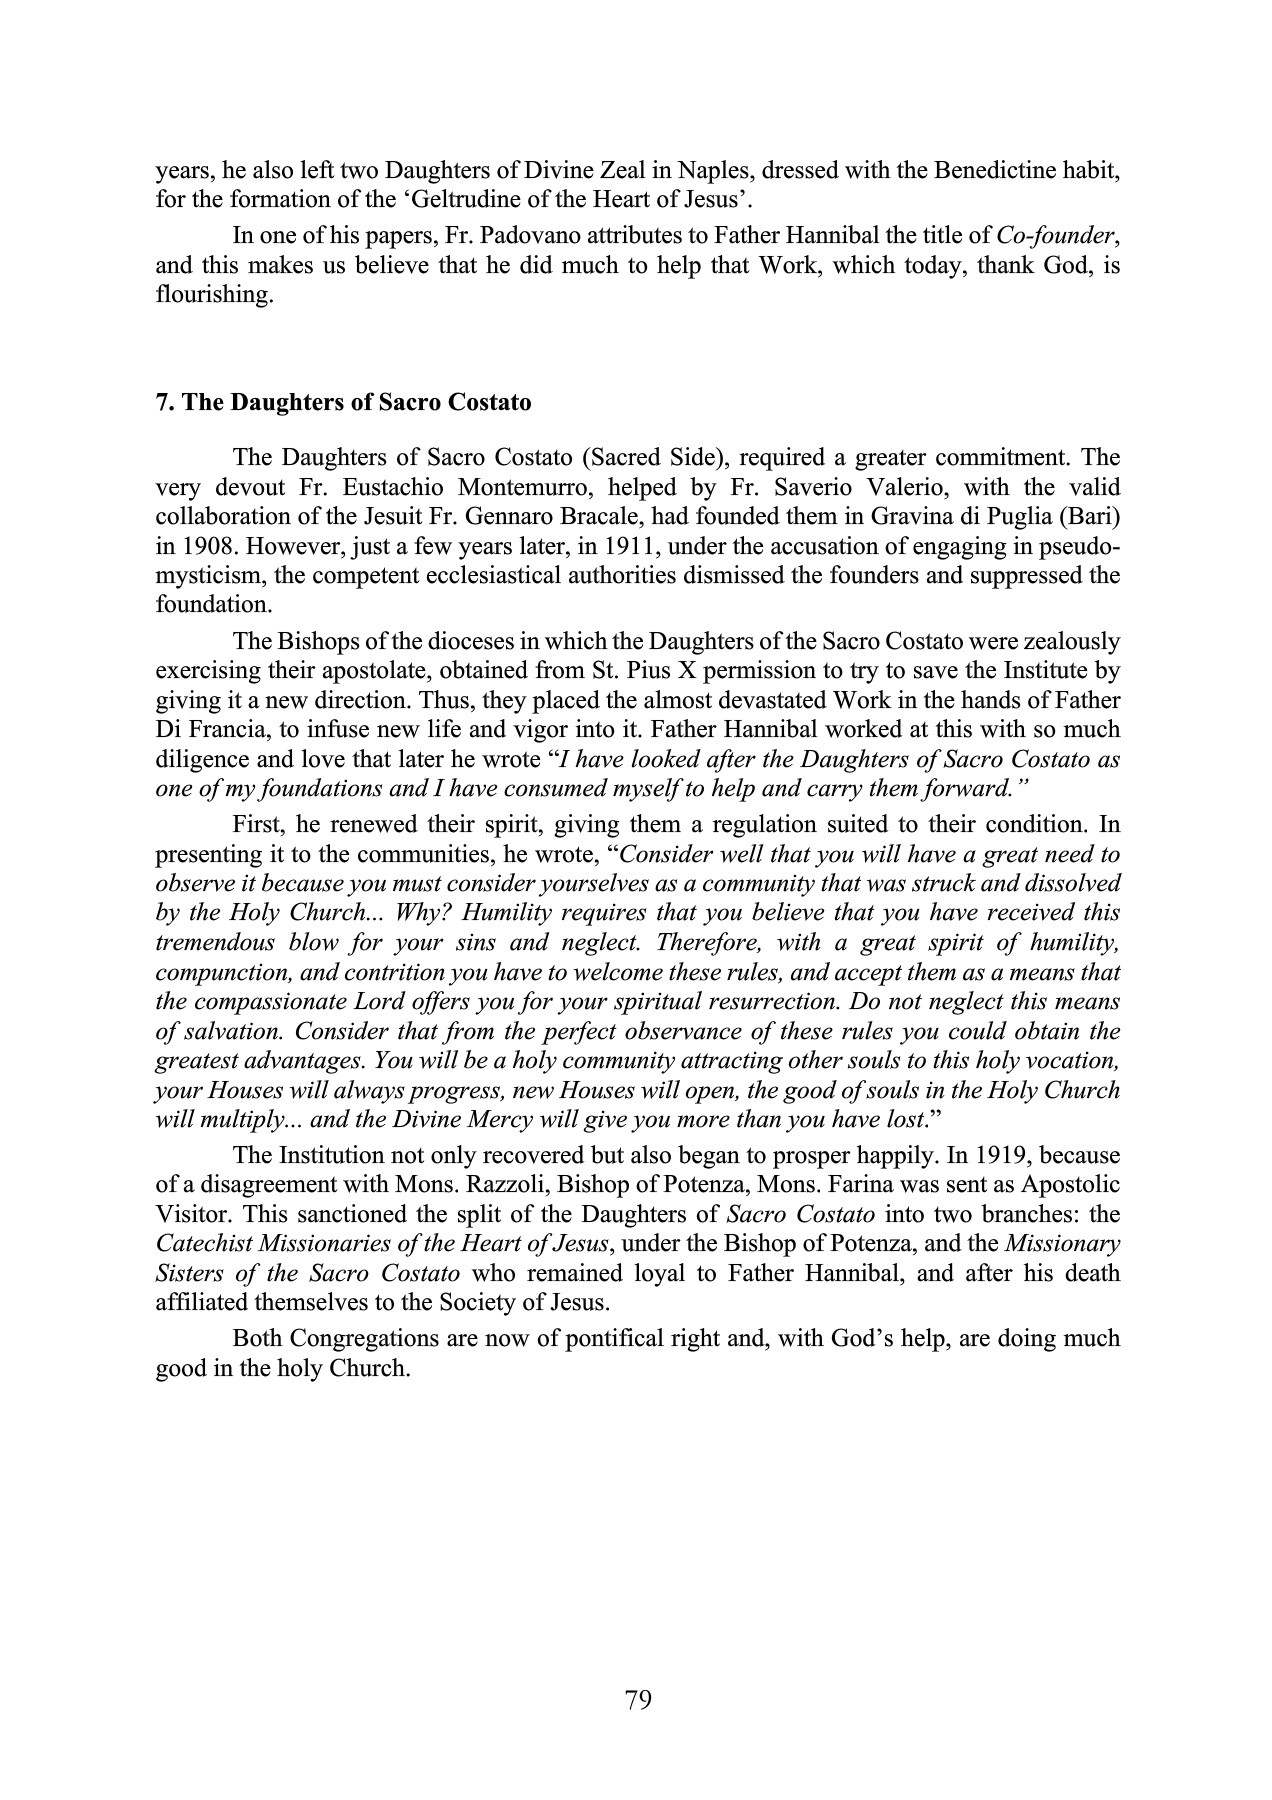 years, he also left two Daughters of Divine Zeal in Naples, dressed with the Benedictine habit,
for the formation of the ‘Geltrudine of the Heart of Jesus’.
In one of his papers, Fr. Padovano attributes to Father Hannibal the title of Co-founder,
and this makes us believe that he did much to help that Work, which today, thank God, is
flourishing.
7. The Daughters of Sacro Costato
The Daughters of Sacro Costato (Sacred Side), required a greater commitment. The
very devout Fr. Eustachio Montemurro, helped by Fr. Saverio Valerio, with the valid
collaboration of the Jesuit Fr. Gennaro Bracale, had founded them in Gravina di Puglia (Bari)
in 1908. However, just a few years later, in 1911, under the accusation of engaging in pseudo-
mysticism, the competent ecclesiastical authorities dismissed the founders and suppressed the
foundation.
The Bishops of the dioceses in which the Daughters of the Sacro Costato were zealously
exercising their apostolate, obtained from St. Pius X permission to try to save the Institute by
giving it a new direction. Thus, they placed the almost devastated Work in the hands of Father
Di Francia, to infuse new life and vigor into it. Father Hannibal worked at this with so much
diligence and love that later he wrote “I have looked after the Daughters of Sacro Costato as
one of my foundations and I have consumed myself to help and carry them forward.”
First, he renewed their spirit, giving them a regulation suited to their condition. In
presenting it to the communities, he wrote, “Consider well that you will have a great need to
observe it because you must consider yourselves as a community that was struck and dissolved
by the Holy Church... Why? Humility requires that you believe that you have received this
tremendous blow for your sins and neglect. Therefore, with a great spirit of humility,
compunction, and contrition you have to welcome these rules, and accept them as a means that
the compassionate Lord offers you for your spiritual resurrection. Do not neglect this means
of salvation. Consider that from the perfect observance of these rules you could obtain the
greatest advantages. You will be a holy community attracting other souls to this holy vocation,
your Houses will always progress, new Houses will open, the good of souls in the Holy Church
will multiply... and the Divine Mercy will give you more than you have lost.”
The Institution not only recovered but also began to prosper happily. In 1919, because
of a disagreement with Mons. Razzoli, Bishop of Potenza, Mons. Farina was sent as Apostolic
Visitor. This sanctioned the split of the Daughters of Sacro Costato into two branches: the
Catechist Missionaries of the Heart of Jesus, under the Bishop of Potenza, and the Missionary
Sisters of the Sacro Costato who remained loyal to Father Hannibal, and after his death
affiliated themselves to the Society of Jesus.
Both Congregations are now of pontifical right and, with God’s help, are doing much
good in the holy Church.
79